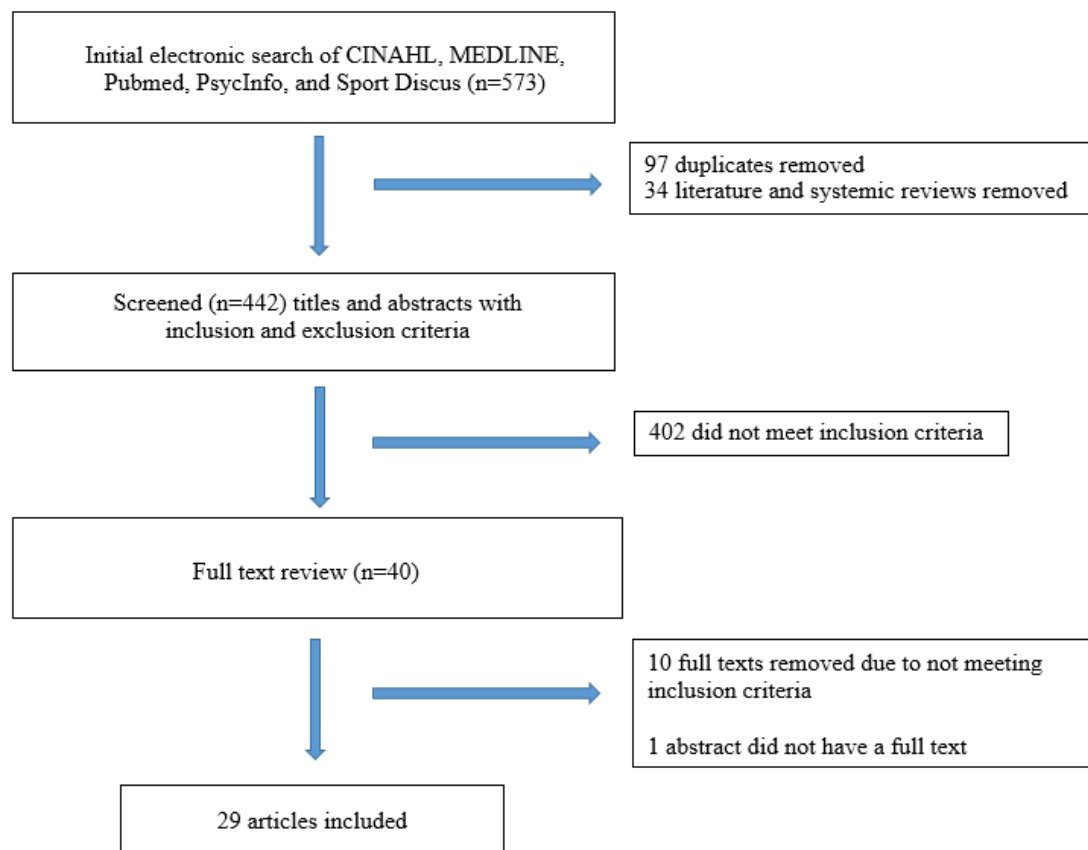 Initial electronic search of CINAHL, MEDLINE,
Pubmed, PsycInfo, and Sport Discus (n=573)
97 duplicates removed
34 literature and systemic reviews removed
Screened (n=442) titles and abstracts with
inclusion and exclusion criteria
402 did not meet inclusion criteria
Full text review (n=40)
10 full texts removed due to not meeting
inclusion criteria
1 abstract did not have a full text
29 articles included